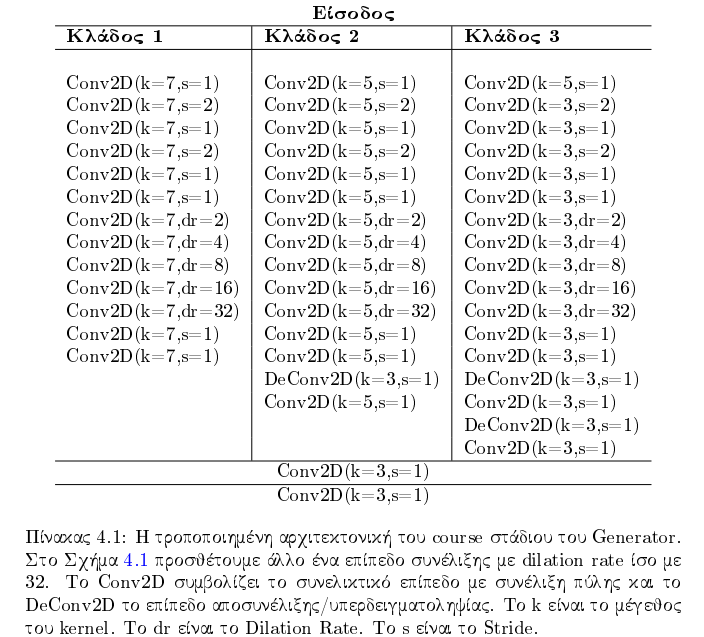 Είσοδος
Κλάδος 1 Κλάδος 2 Κλάδος 3
Conv2D(k=7,s=1) Conv2D(k=5,s=1) Conv2D(k=5,s=1)
Conv2D(k=7,s=2) Conv2D(k=5,s=2) Conv2D(k=3,s=2)
Conv2D(k=7,s=1) Conv2D(k=5,s=1) Conv2D(k=3,s=1)
Conv2D(k=7,s=2) Conv2D(k=5,s=2) Conv2D(k=3,s=2)
Conv2D(k=7,s=1) Conv2D(k=5,s=1) Conv2D(k=3,s=1)
Conv2D(k=7,s=1) Conv2D(k=5,s=1) Conv2D(k=3,s=1)
Conv2D(k=7,dr=2) Conv2D(k=5,dr=2) Conv2D(k=3,dr=2)
Conv2D(k=7,dr=4) Conv2D(k=5,dr=4) Conv2D(k=3,dr=4)
Conv2D(k=7,dr=8) Conv2D(k=5,dr=8) Conv2D(k=3,dr=8)
Conv2D(k=7,dr=16) Conv2D(k=5,dr=16) Conv2D(k=3,dr=16)
Conv2D(k=7,dr=32) Conv2D(k=5,dr=32) Conv2D(k=3,dr=32)
Conv2D(k=7,s=1) Conv2D(k=5,s=1) Conv2D(k=3,s=1)
Conv2D(k=7,s=1) Conv2D(k=5,s=1) Conv2D(k=3,s=1)
DeConv2D(k=3,s=1) DeConv2D(k=3,s=1)
Conv2D(k=5,s=1) Conv2D(k=3,s=1)
DeConv2D(k=3,s=1)
Conv2D(k=3,s=1)
Conv2D(k=3,s=1)
Conv2D(k=3,s=1)
Πίνακας 4.1: Η τροποποιημένη αρχιτεκτονική του course στάδιου του Generator.
Στο Σχήμα 4.1 προσθέτουμε άλλο ένα επίπεδο συνέλιξης με dilation rate ίσο με
32. Το Conv2D συμβολίζει το συνελικτικό επίπεδο με συνέλιξη πύλης και το
DeConv2D το επίπεδο αποσυνέλιξης/υπερδειγματοληψίας. Το k είναι το μέγεθος
του kernel. Το dr είναι το Dilation Rate. Το s είναι το Stride.